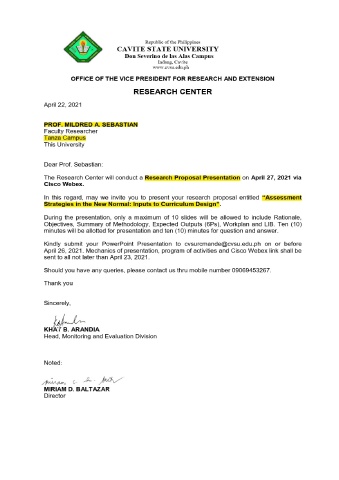 Republic of the Philippines
CAVITE STATE UNIVERSITY
Don Severino de las Alas Campus
Indang, Cavite
www.cvsu.edu.ph
OFFICE OF THE VICE PRESIDENT FOR RESEARCH AND EXTENSION
RESEARCH CENTER
April 22, 2021
PROF. MILDRED A. SEBASTIAN
Faculty Researcher
Tanza Campus
This University
Dear Prof. Sebastian:
The Research Center will conduct a Research Proposal Presentation on April 27, 2021 via
Cisco Webex.
In this regard, may we invite you to present your research proposal entitled "Assessment
Strategies in the New Normal: Inputs to Curriculum Design".
During the presentation, only a maximum of 10 slides will be allowed to include Rationale,
Objectives, Summary of Methodology, Expected Outputs (6Ps), Workplan and LIB. Ten (10)
minutes will be allotted for presentation and ten (10) minutes for question and answer.
Kindly submit your PowerPoint Presentation to cvsurcmande@cvsu.edu.ph on or before
April 26, 2021. Mechanics of presentation, program of activities and Cisco Webex link shall be
sent to all not later than April 23, 2021.
Should you have any queries, please contact us thru mobile number 09069453267.
Thank you
Sincerely,
KHAY B. ARANDIA
Head, Monitoring and Evaluation Division
Noted:
MIRIAM D. BALTAZAR
Director